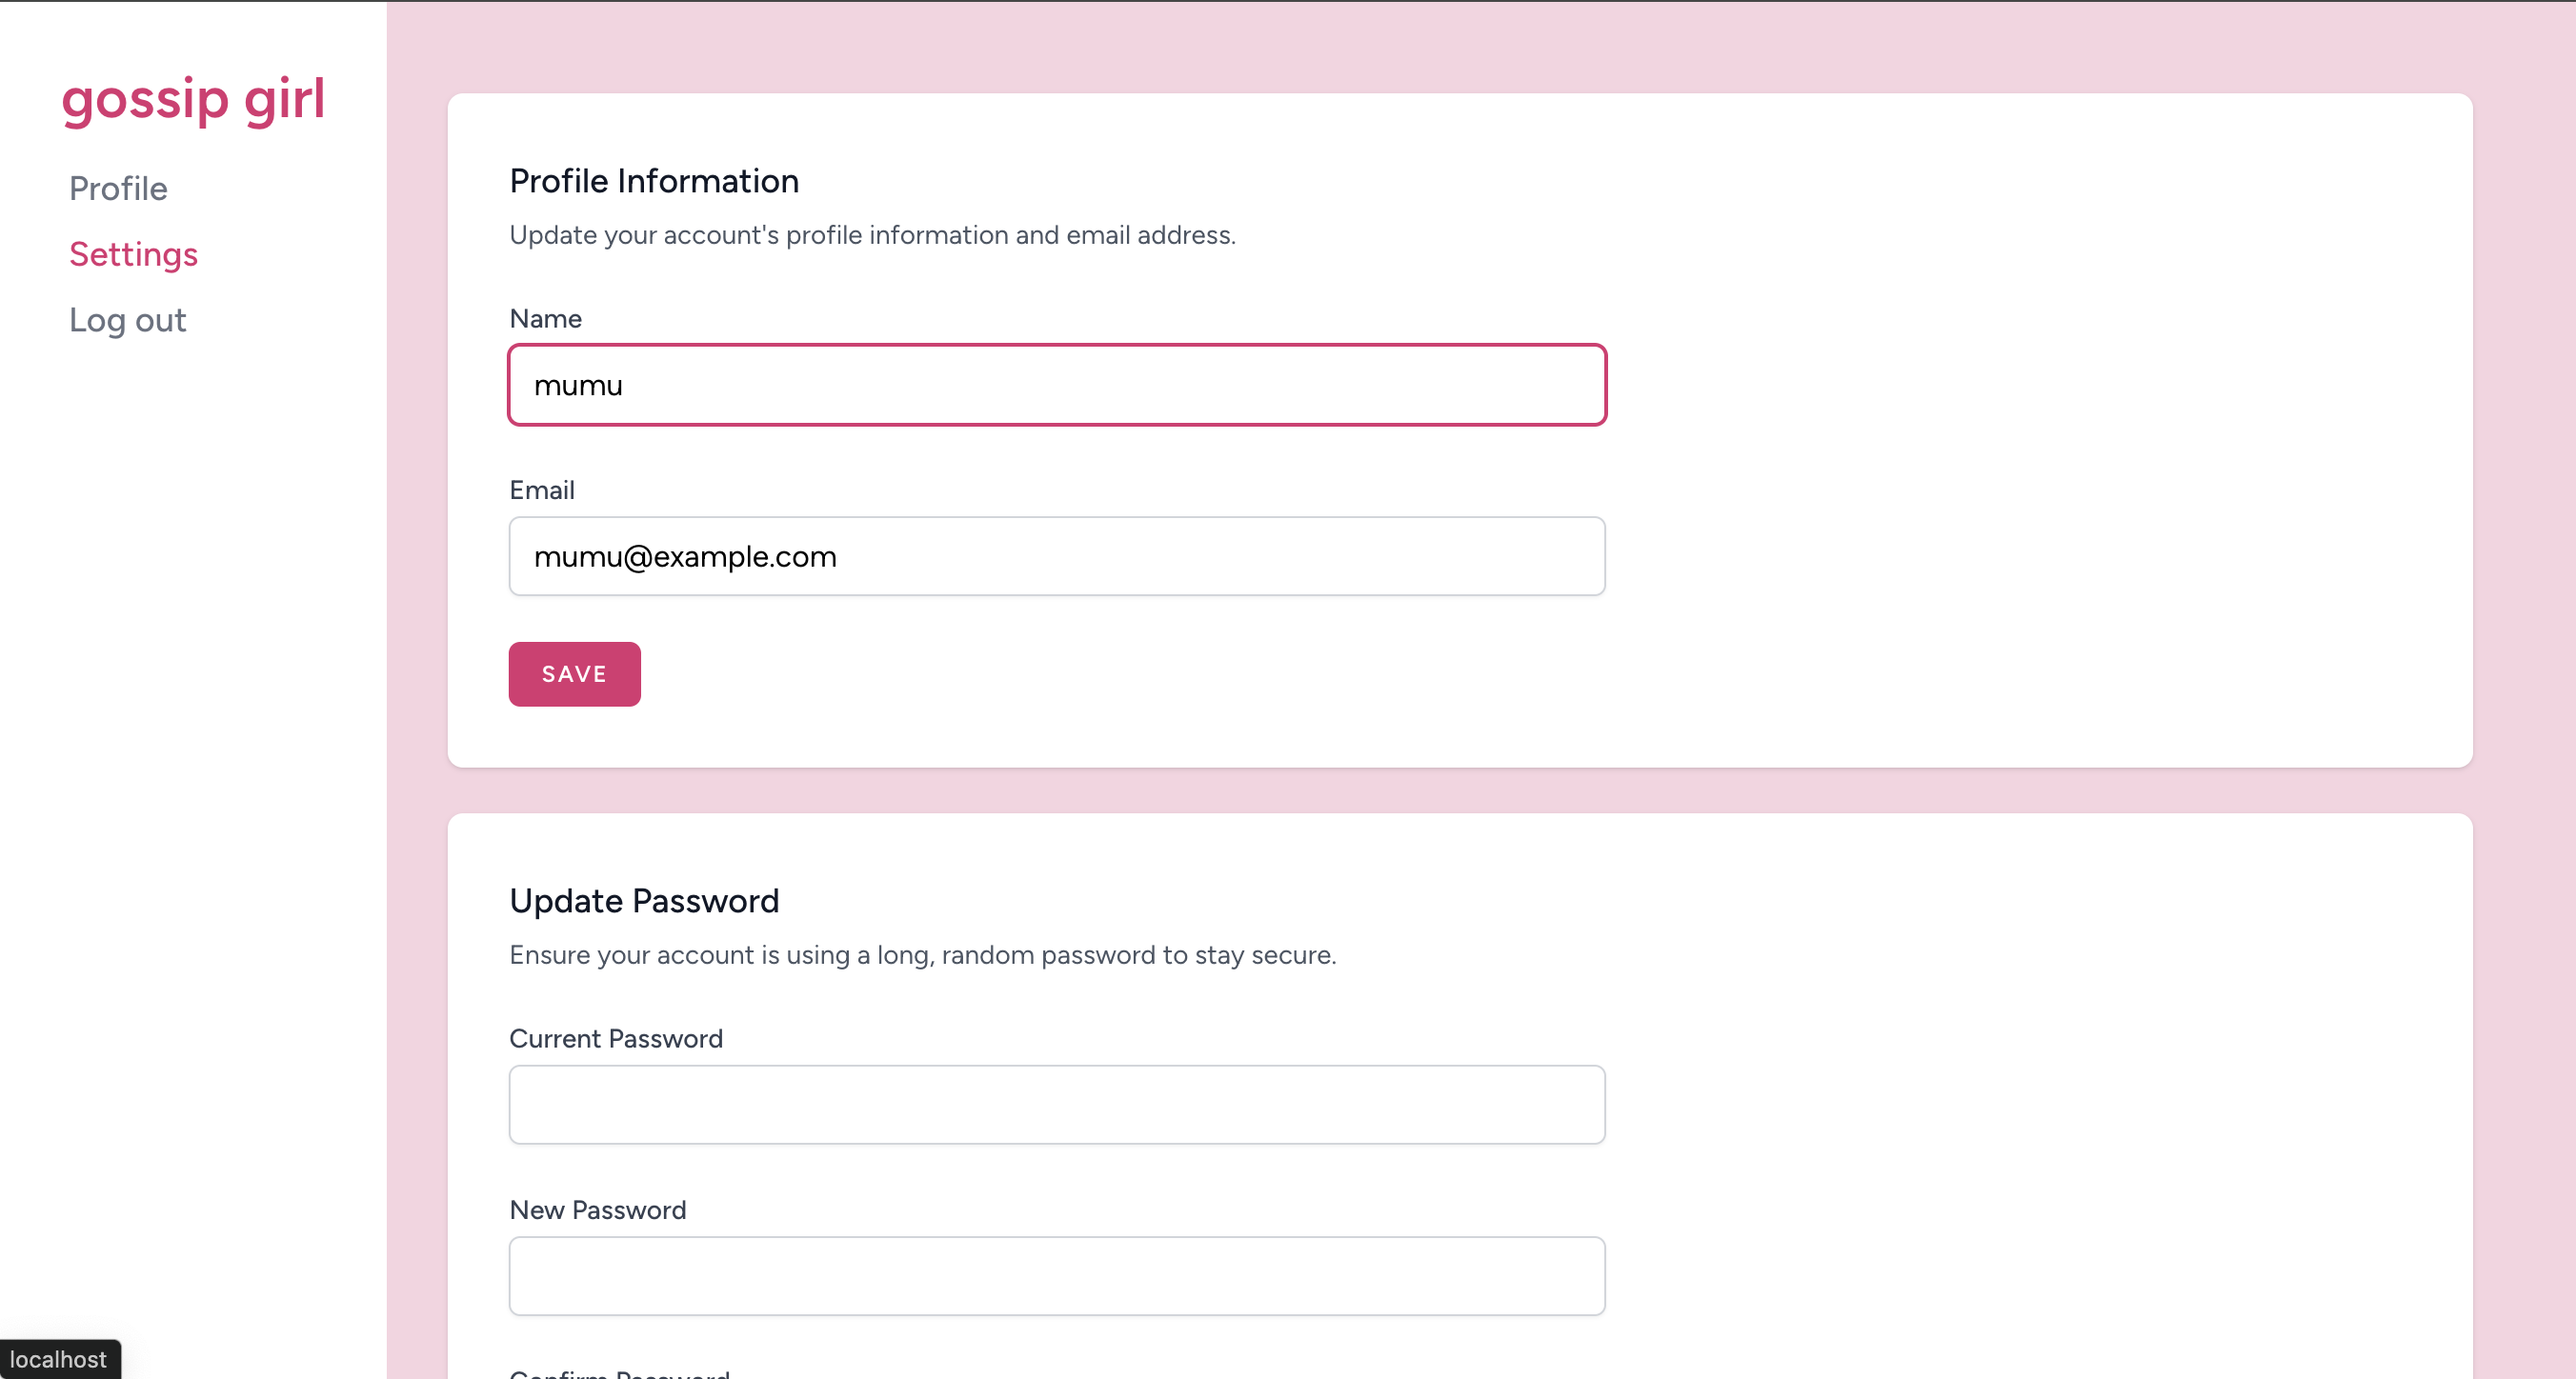 gossip girl
Profile
Settings
Log out
Profile Information
Update your account's profile information and email address.
Name
mumu
Email
mumu@example.com
SAVE
Update Password
Ensure your account is using a long, random password to stay secure.
Current Password
New Password
Confirm Password
localhost